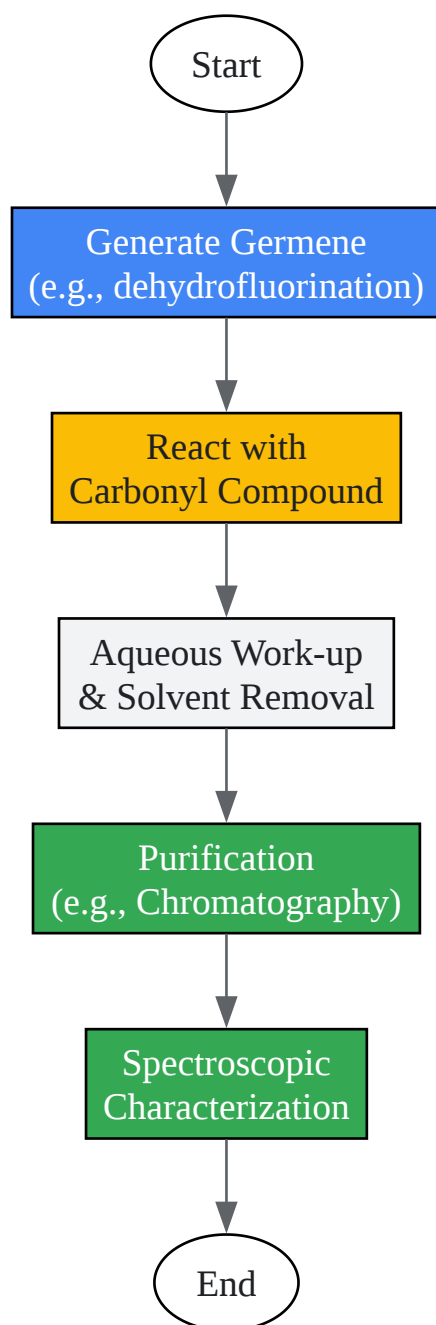 Start
Generate Germene
(e.g., dehydrofluorination)
React with
Carbonyl Compound
Aqueous Work-up
& Solvent Removal
Purification
(e.g., Chromatography)
Spectroscopic
Characterization
End